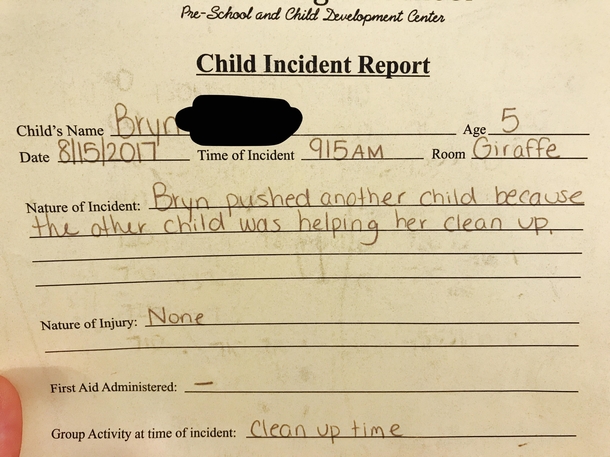 Pre-School and Child Development Center
Child Incident Report
Child's Name Bryn Age 5
Date 8/15/2017 Time of Incident 915AM Room Giraffe
Nature of Incident: Bryn pushed another child because
the other child was helping her clean up.
Nature of Injury: None
First Aid Administered: —
Group Activity at time of incident: Clean up time